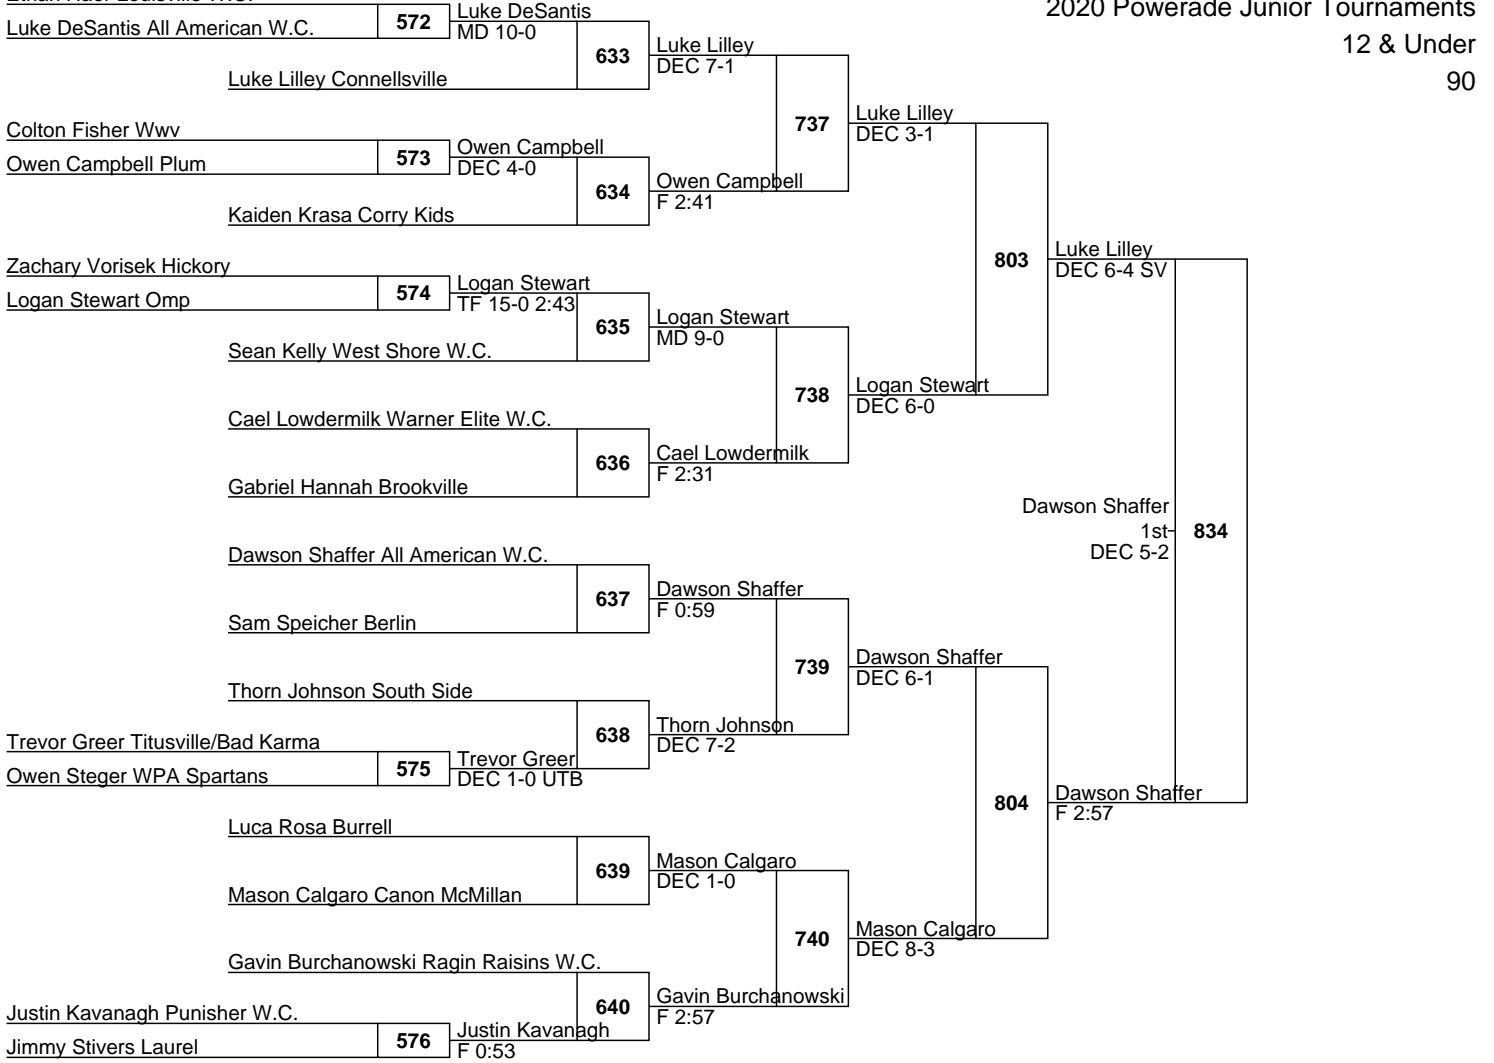 2020 Powerade Junior Tournaments
12 & Under
90
Luke DeSantis All American W.C.
572
Luke DeSantis
MD 10-0
Luke Lilley Connellsville
633
Luke Lilley
DEC 7-1
Colton Fisher Wwv
Owen Campbell Plum
573
Owen Campbell
DEC 4-0
Kaiden Krasa Corry Kids
634
Owen Campbell
F 2:41
737
Luke Lilley
DEC 3-1
Zachary Vorisek Hickory
Logan Stewart Omp
574
Logan Stewart
TF 15-0 2:43
Sean Kelly West Shore W.C.
635
Logan Stewart
MD 9-0
Cael Lowdermilk Warner Elite W.C.
Gabriel Hannah Brookville
636
Cael Lowdermilk
F 2:31
738
Logan Stewart
DEC 6-0
803
Luke Lilley
DEC 6-4 SV
Dawson Shaffer
1st
DEC 5-2
834
Dawson Shaffer All American W.C.
Sam Speicher Berlin
637
Dawson Shaffer
F 0:59
Thorn Johnson South Side
Trevor Greer Titusville/Bad Karma
Owen Steger WPA Spartans
575
Trevor Greer
DEC 1-0 UTB
638
Thorn Johnson
DEC 7-2
739
Dawson Shaffer
DEC 6-1
Luca Rosa Burrell
Mason Calgaro Canon McMillan
639
Mason Calgaro
DEC 1-0
Gavin Burchanowski Ragin Raisins W.C.
Justin Kavanagh Punisher W.C.
Jimmy Stivers Laurel
576
Justin Kavanagh
F 0:53
640
Gavin Burchanowski
F 2:57
740
Mason Calgaro
DEC 8-3
804
Dawson Shaffer
F 2:57